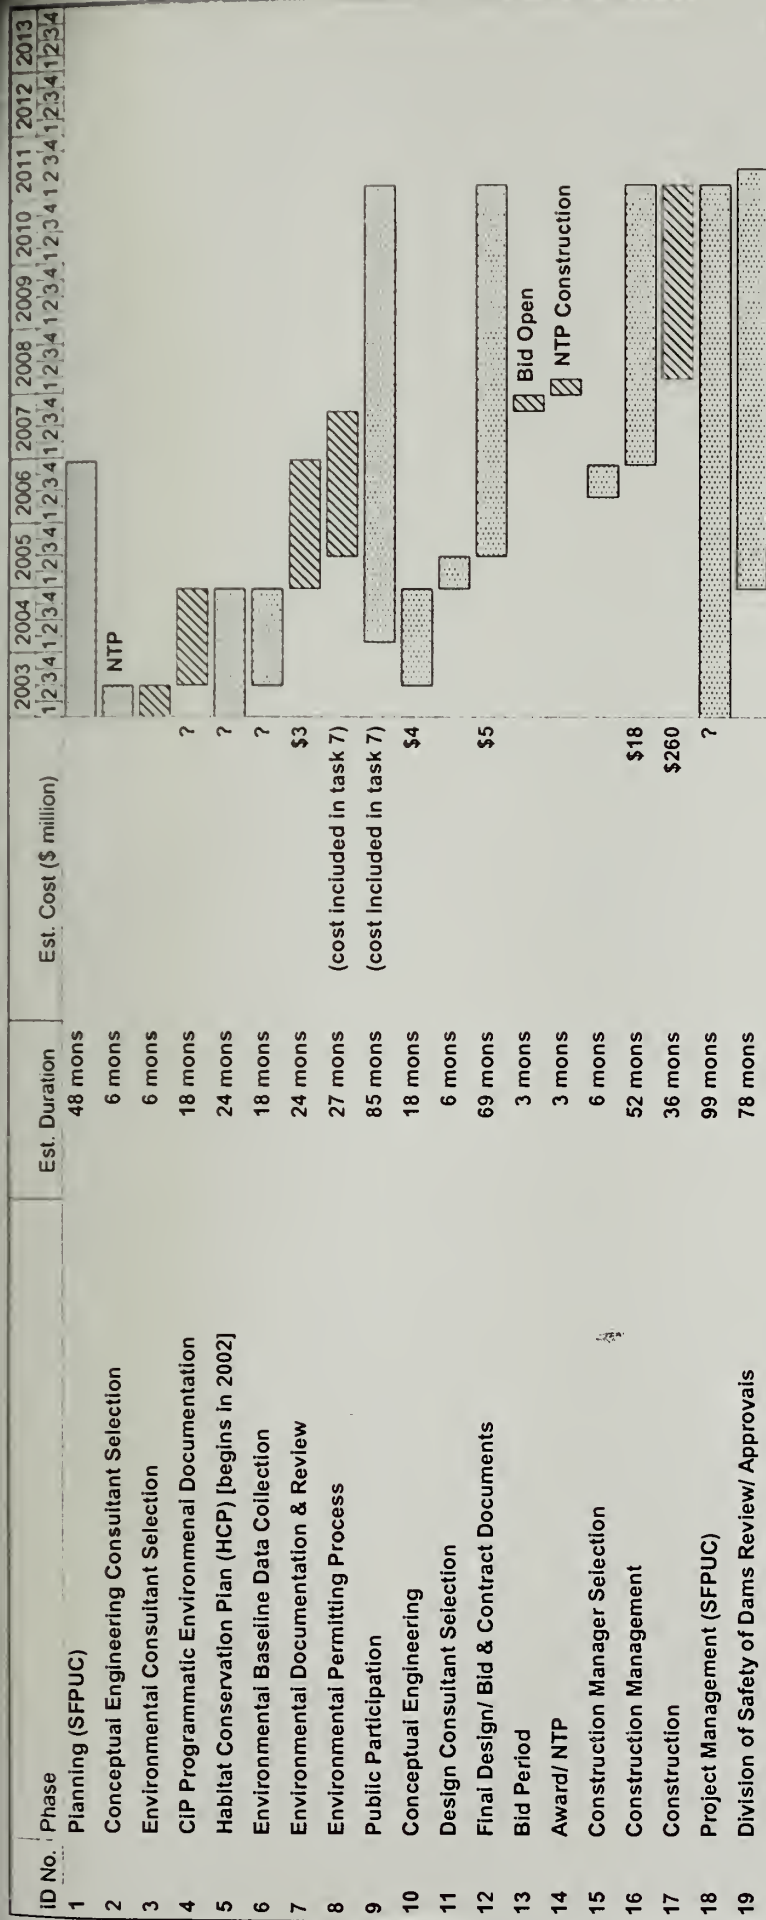 ID No. Phase Est. Duration Est. Cost ($ million) 2003 2004 2005 2006 2007 2008 2009 2010 2011 2012 2013
1 2 3 4 1 2 3 4 1 2 3 4 1 2 3 4 1 2 3 4 1 2 3 4 1 2 3 4 1 2 3 4 1 2 3 4 1 2 3 4 1 2 3 4
1 Planning (SFPUC) 48 mons
2 Conceptual Engineering Consultant Selection 6 mons NTP
3 Environmental Consultant Selection 6 mons
4 CIP Programmatic Environmenal Documentation 18 mons ?
5 Habitat Conservation Plan (HCP) [begins in 2002] 24 mons ?
6 Environmental Baseline Data Collection 18 mons ?
7 Environmental Documentation & Review 24 mons $3
8 Environmental Permitting Process 27 mons (cost included in task 7)
9 Public Participation 85 mons (cost included in task 7)
10 Conceptual Engineering 18 mons $4
11 Design Consultant Selection 6 mons
12 Final Design/ Bid & Contract Documents 69 mons $5
13 Bid Period 3 mons Bid Open
14 Award/ NTP 3 mons NTP Construction
15 Construction Manager Selection 6 mons
16 Construction Management 52 mons $18
17 Construction 36 mons $260
18 Project Management (SFPUC) 99 mons ?
19 Division of Safety of Dams Review/ Approvals 78 mons